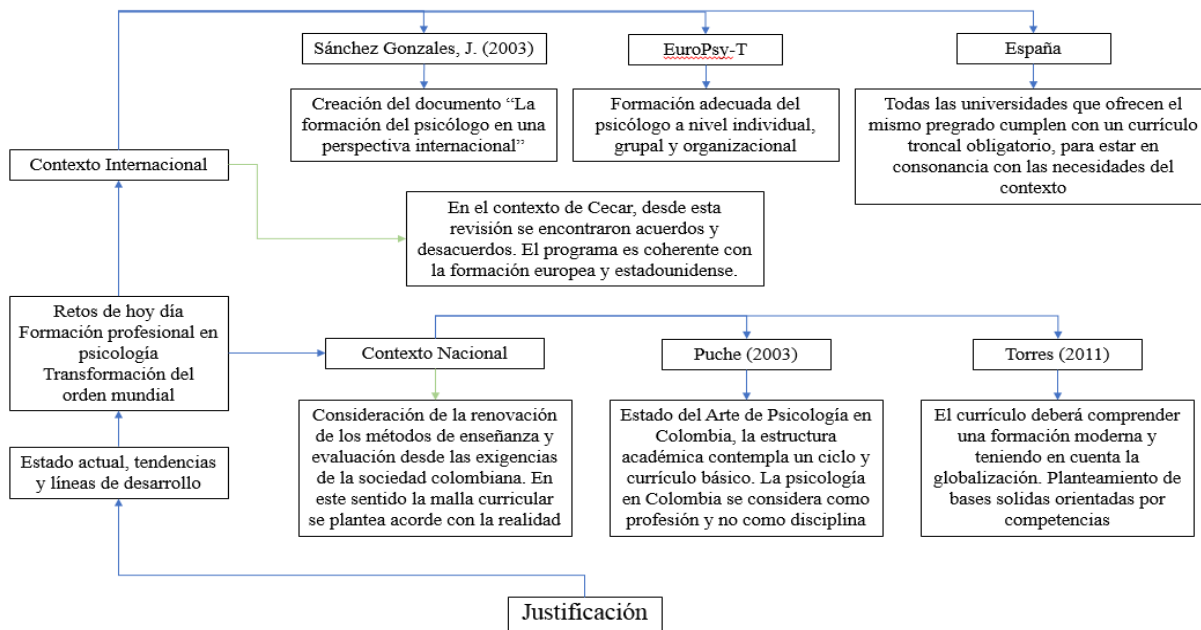 Sánchez Gonzales, J. (2003)
EuroPsy-T
España
Creación del documento “La
formación del psicólogo en una
perspectiva internacional”
Formación adecuada del
psicólogo a nivel individual,
grupal y organizacional
Todas las universidades que ofrecen el
mismo pregrado cumplen con un currículo
troncal obligatorio, para estar en
consonancia con las necesidades del
contexto
Contexto Internacional
En el contexto de Cecar, desde esta
revisión se encontraron acuerdos y
desacuerdos. El programa es coherente con
la formación europea y estadounidense.
Retos de hoy día
Formación profesional en
psicología
Transformación del
orden mundial
Contexto Nacional
Puche (2003)
Torres (2011)
Consideración de la renovación
de los métodos de enseñanza y
evaluación desde las exigencias
de la sociedad colombiana. En
este sentido la malla curricular
se plantea acorde con la realidad
Estado del Arte de Psicología en
Colombia, la estructura
académica contempla un ciclo y
currículo básico. La psicología
en Colombia se considera como
profesión y no como disciplina
El currículo deberá comprender
una formación moderna y
teniendo en cuenta la
globalización. Planteamiento de
bases solidas orientadas por
competencias
Estado actual, tendencias
y líneas de desarrollo
Justificación